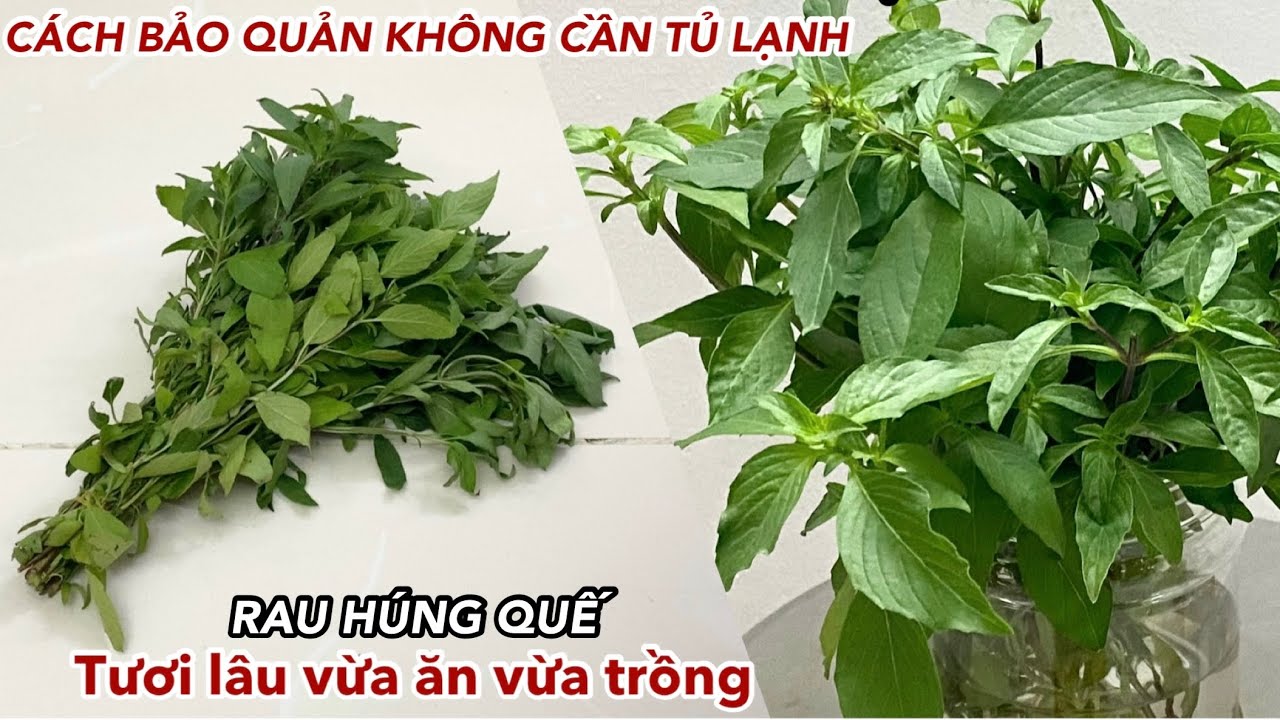 CÁCH BẢO QUẢN KHÔNG CẦN TỦ LẠNH
RAU HÚNG QUẾ
Tươi lâu vừa ăn vừa trồng